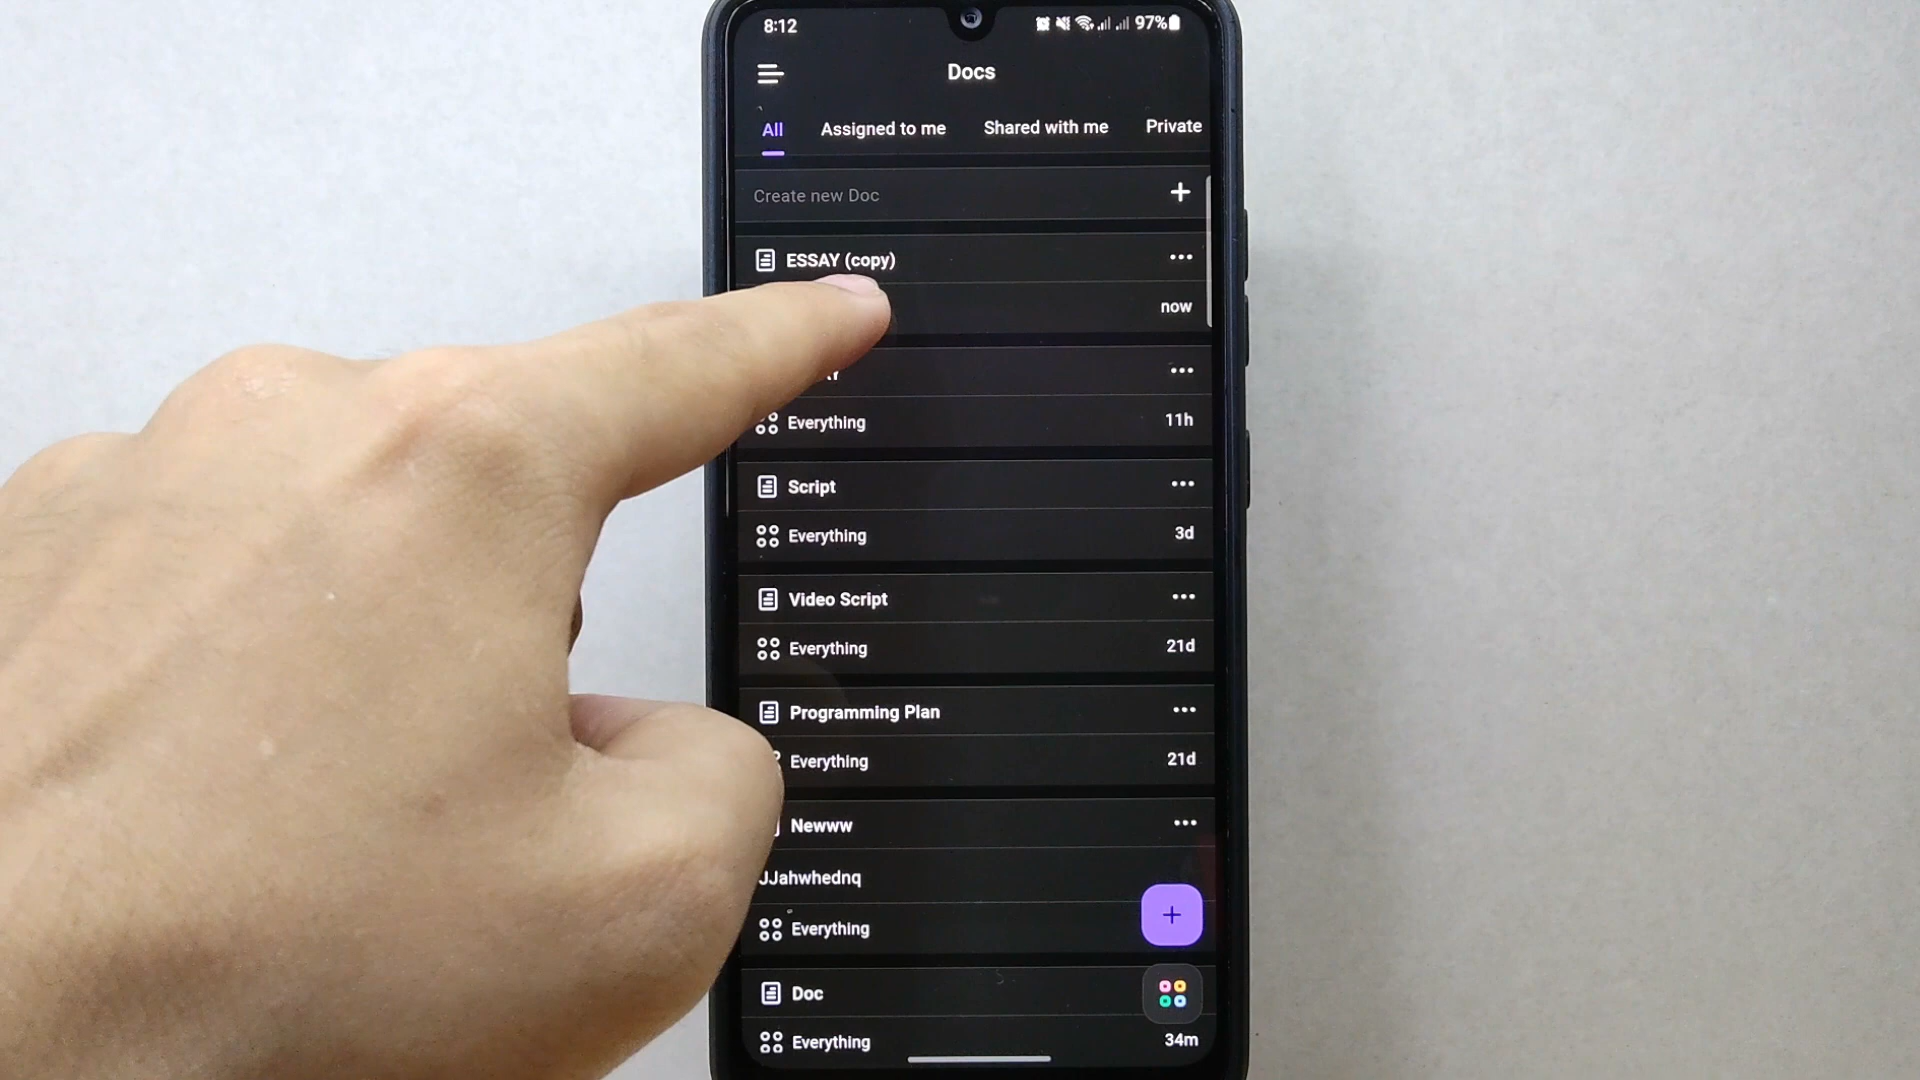 8:12
97%
Docs
All Assigned to me Shared with me Private
Create new Doc +
ESSAY (copy)
now
Everything 11h
Script
Everything 3d
Video Script
Everything 21d
Programming Plan
Everything 21d
Newww
JJahwhednq
Everything
Doc
Everything 34m